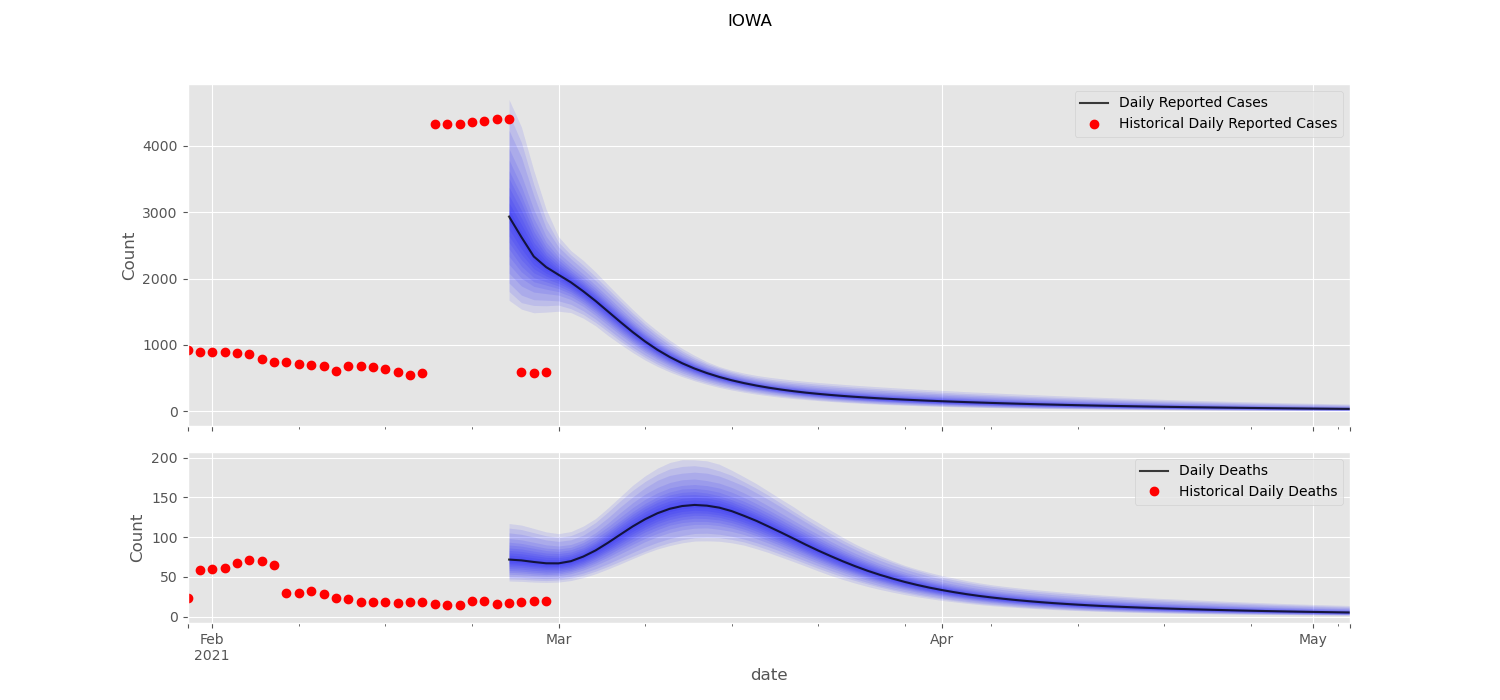 IOWA
Daily Reported Cases
Historical Daily Reported Cases
Count
4000
3000
2000
1000
0
Daily Deaths
Historical Daily Deaths
Count
200
150
100
50
0
Feb
2021
Mar
Apr
May
date